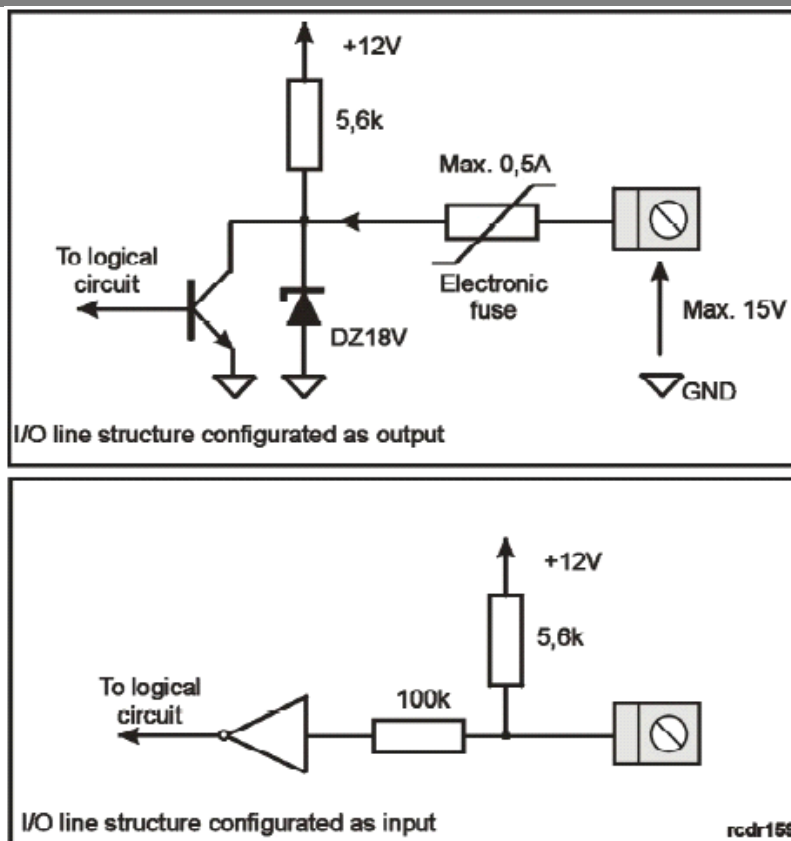 +12V
5,6k
Max. 0,5A
To logical
circuit
Electronic
fuse
DZ18V
Max. 15V
GND
I/O line structure configurated as output
+12V
5,6k
To logical
circuit
100k
I/O line structure configurated as input